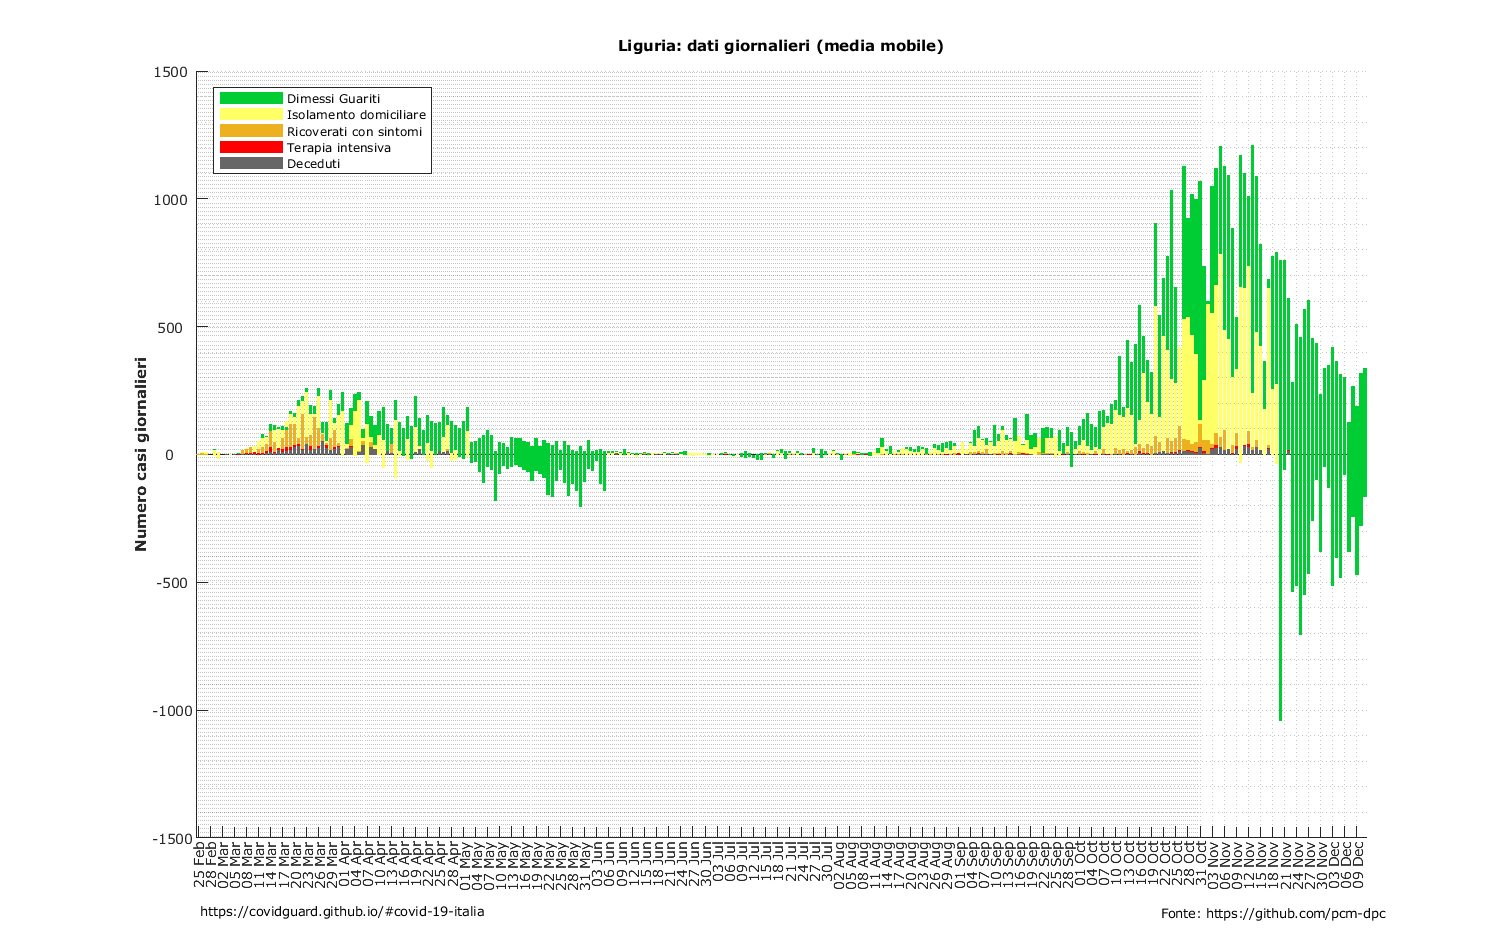 Liguria: dati giornalieri (media mobile)
1500
1000
500
0
-500
-1000
-1500
Numero casi giornalieri
Dimessi Guariti
Isolamento domiciliare
Ricoverati con sintomi
Terapia intensiva
Deceduti
25 Feb
28 Feb
02 Mar
05 Mar
08 Mar
11 Mar
14 Mar
17 Mar
20 Mar
23 Mar
26 Mar
29 Mar
01 Apr
04 Apr
07 Apr
10 Apr
13 Apr
16 Apr
19 Apr
22 Apr
25 Apr
28 Apr
01 May
04 May
07 May
10 May
13 May
16 May
19 May
22 May
25 May
28 May
31 May
03 Jun
06 Jun
09 Jun
12 Jun
15 Jun
18 Jun
21 Jun
24 Jun
27 Jun
30 Jun
03 Jul
06 Jul
09 Jul
12 Jul
15 Jul
18 Jul
21 Jul
24 Jul
27 Jul
30 Jul
02 Aug
05 Aug
08 Aug
11 Aug
14 Aug
17 Aug
20 Aug
23 Aug
26 Aug
29 Aug
01 Sep
04 Sep
07 Sep
10 Sep
13 Sep
16 Sep
19 Sep
22 Sep
25 Sep
28 Sep
01 Oct
04 Oct
07 Oct
10 Oct
13 Oct
16 Oct
19 Oct
22 Oct
25 Oct
28 Oct
31 Oct
03 Nov
06 Nov
09 Nov
12 Nov
15 Nov
18 Nov
21 Nov
24 Nov
27 Nov
30 Nov
03 Dec
06 Dec
09 Dec
https://covidguard.github.io/#covid-19-italia
Fonte: https://github.com/pcm-dpc